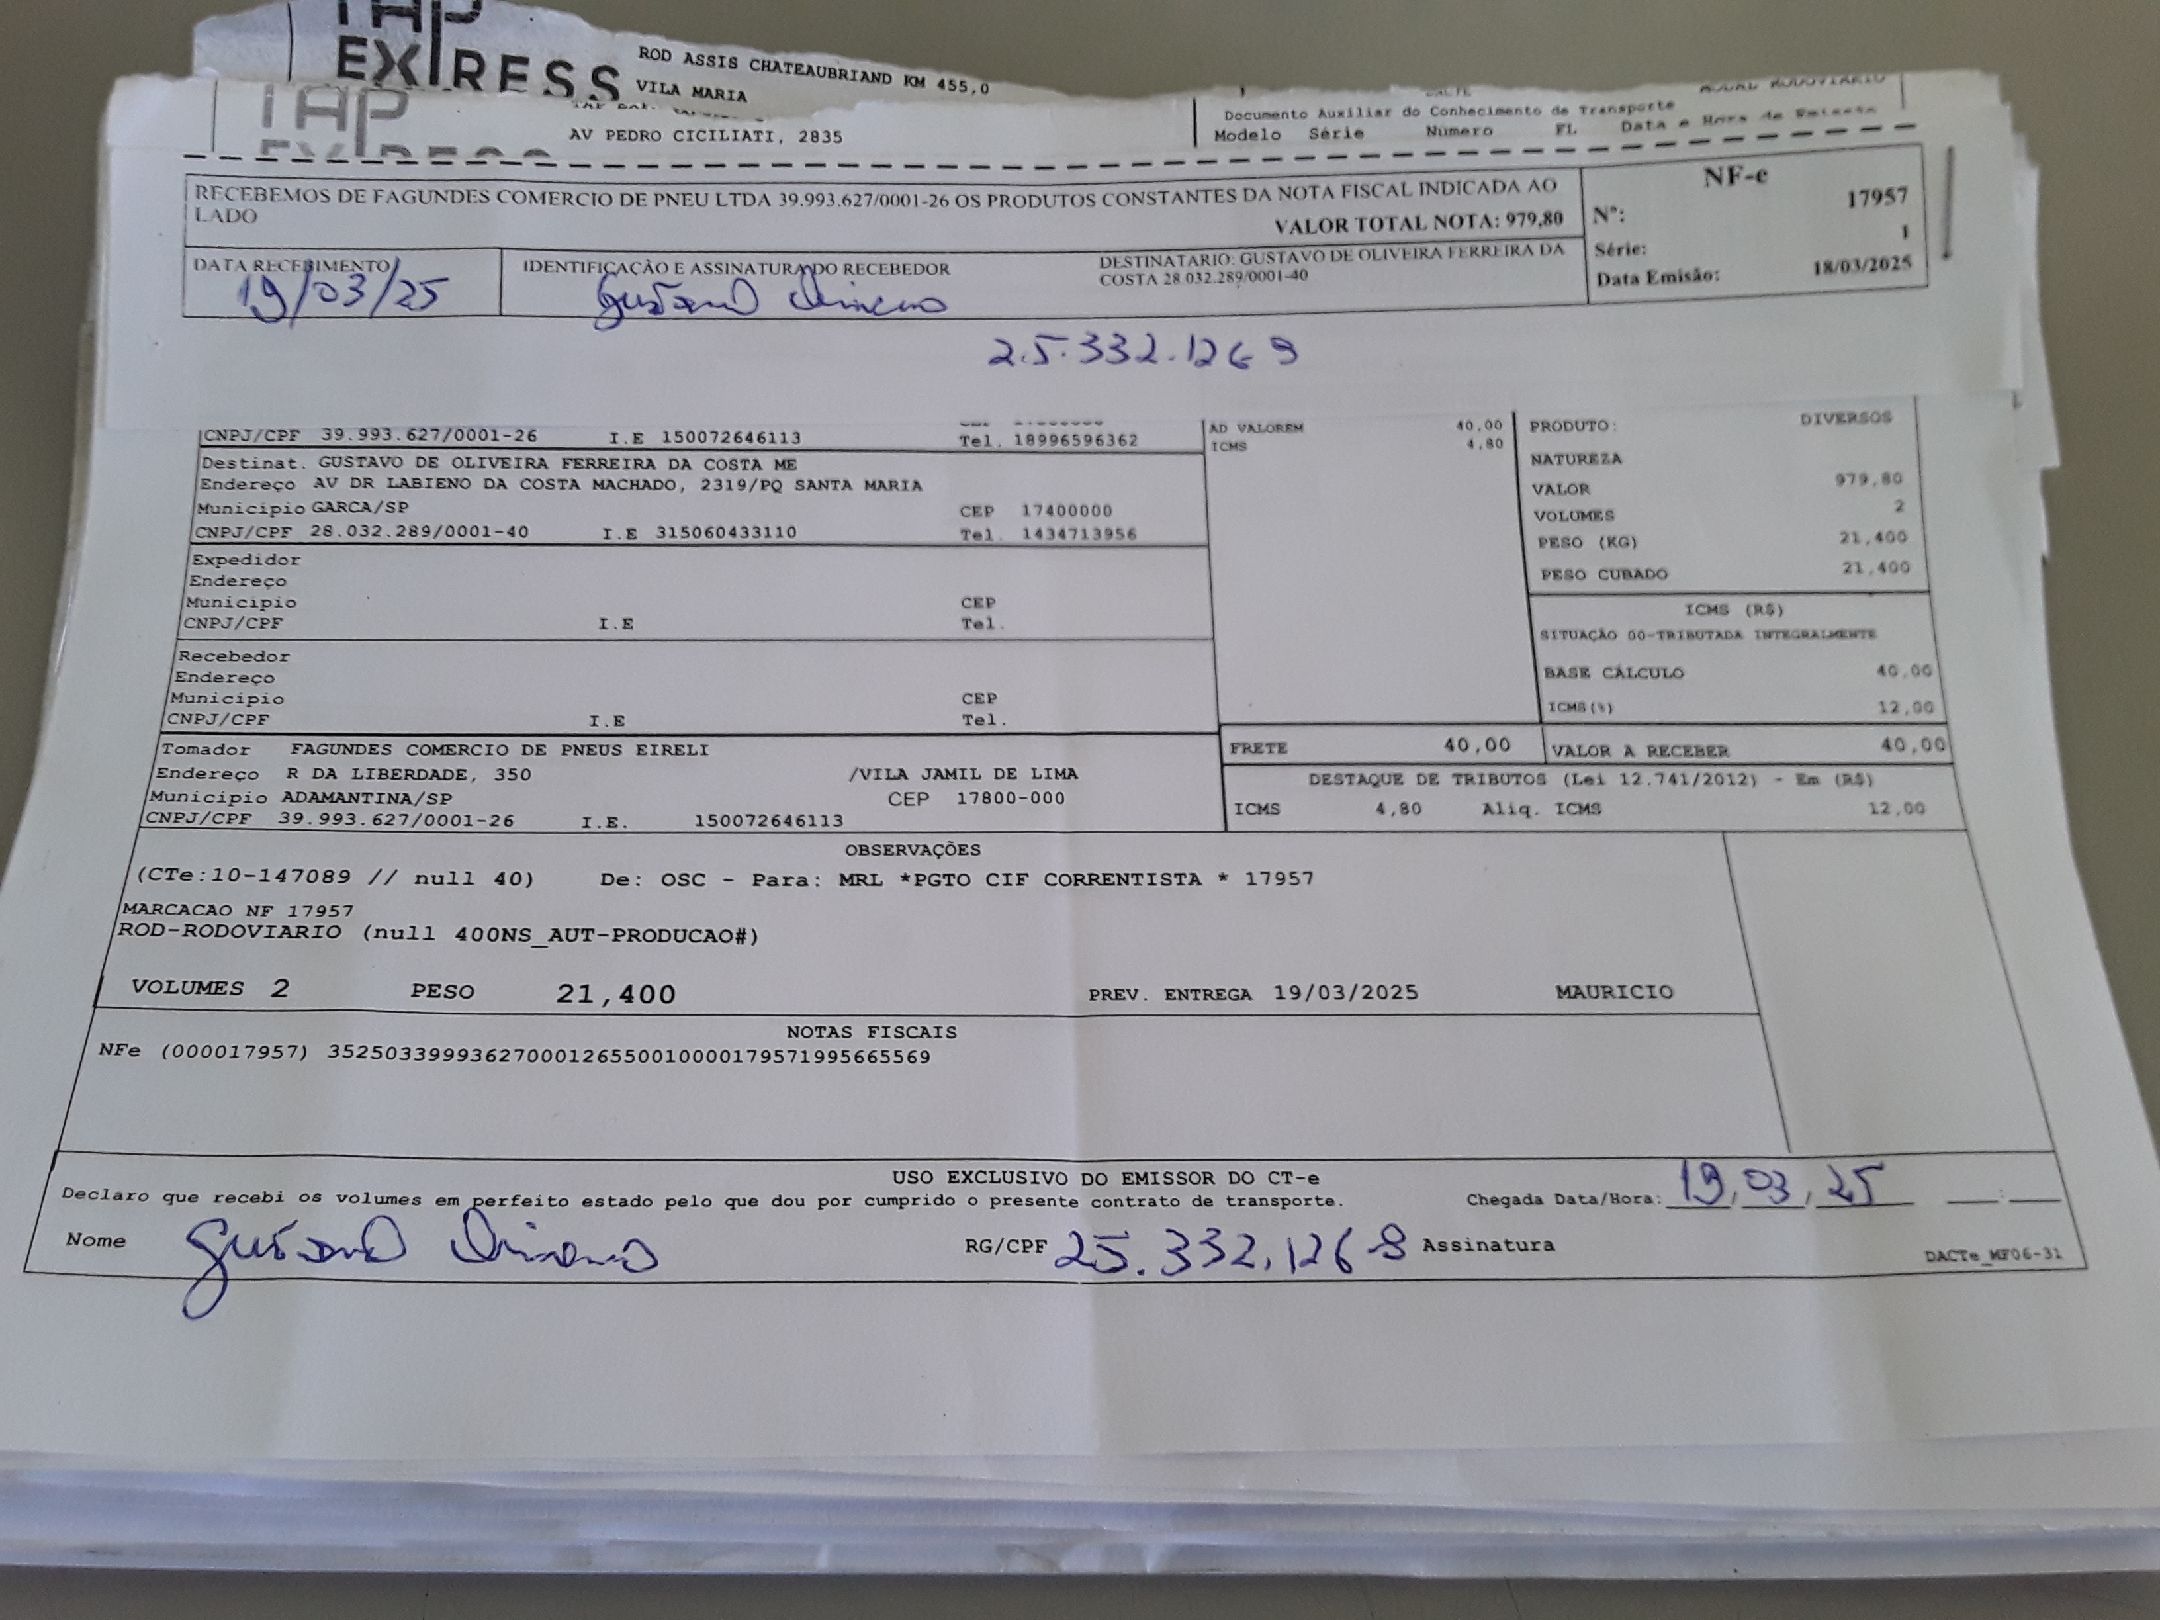 TAP
EXPRESS
ROD ASSIS CHATEAUBRIAND KM 455,0
VILA MARIA
TAP
EXPRESS
AV PEDRO CICILIATI, 2835
MODAL RODOVIARIO
DACTE
Documento Auxiliar do Conhecimento de Transporte
Modelo Série Número FL Data e Hora de Emissão
RECEBEMOS DE FAGUNDES COMERCIO DE PNEU LTDA 39.993.627/0001-26 OS PRODUTOS CONSTANTES DA NOTA FISCAL INDICADA AO
LADO
VALOR TOTAL NOTA: 979,80
NF-e
Nº: 17957
Série: 1
Data Emisão: 18/03/2025
DATA RECEBIMENTO
19/03/25
IDENTIFICAÇÃO E ASSINATURA DO RECEBEDOR
Gustavo
DESTINATARIO: GUSTAVO DE OLIVEIRA FERREIRA DA
COSTA 28.032.289/0001-40
25.332.126 9
CNPJ/CPF 39.993.627/0001-26 I.E 150072646113 Tel. 18996596362
Destinat. GUSTAVO DE OLIVEIRA FERREIRA DA COSTA ME
Endereço AV DR LABIENO DA COSTA MACHADO, 2319/PQ SANTA MARIA
Municipio GARCA/SP CEP 17400000
CNPJ/CPF 28.032.289/0001-40 I.E 315060433110 Tel. 1434713956
Expedidor
Endereço
Municipio CEP
CNPJ/CPF I.E Tel.
Recebedor
Endereço
Municipio CEP
CNPJ/CPF I.E Tel.
Tomador FAGUNDES COMERCIO DE PNEUS EIRELI
Endereço R DA LIBERDADE, 350 /VILA JAMIL DE LIMA
Municipio ADAMANTINA/SP CEP 17800-000
CNPJ/CPF 39.993.627/0001-26 I.E. 150072646113
AD VALOREM 40,00
ICMS 4,80
PRODUTO: DIVERSOS
NATUREZA
VALOR 979,80
VOLUMES 2
PESO (KG) 21,400
PESO CUBADO 21,400
ICMS (R$)
SITUAÇÃO 00-TRIBUTADA INTEGRALMENTE
BASE CÁLCULO 40,00
ICMS(%) 12,00
FRETE 40,00 VALOR A RECEBER 40,00
DESTAQUE DE TRIBUTOS (Lei 12.741/2012) - Em (R$)
ICMS 4,80 Aliq. ICMS 12,00
OBSERVAÇÕES
(CTe:10-147089 // null 40) De: OSC - Para: MRL *PGTO CIF CORRENTISTA * 17957
MARCACAO NF 17957
ROD-RODOVIARIO (null 400NS_AUT-PRODUCAO#)
VOLUMES 2 PESO 21,400 PREV. ENTREGA 19/03/2025 MAURICIO
NOTAS FISCAIS
NFe (000017957) 35250339993627000126550010000179571995665569
USO EXCLUSIVO DO EMISSOR DO CT-e
Declaro que recebi os volumes em perfeito estado pelo que dou por cumprido o presente contrato de transporte. Chegada Data/Hora: 19/03/25 __:__
Nome Gustavo RG/CPF 25.332.126-9 Assinatura
DACTe_MF06-31